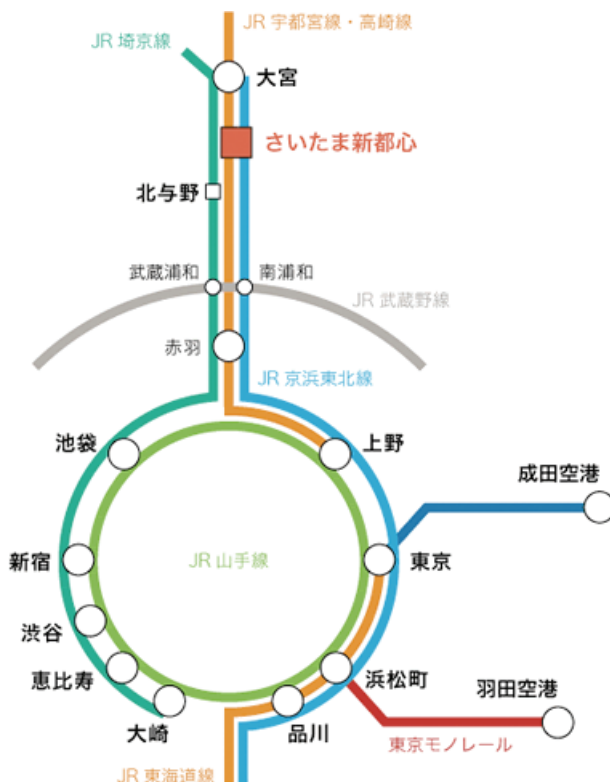 JR 宇都宮線・高崎線
JR 埼京線
大宮
さいたま新都心
北与野
武蔵浦和
南浦和
JR 武蔵野線
赤羽
JR 京浜東北線
池袋
上野
成田空港
新宿
JR 山手線
東京
渋谷
恵比寿
浜松町
羽田空港
大崎
品川
東京モノレール
JR 東海道線